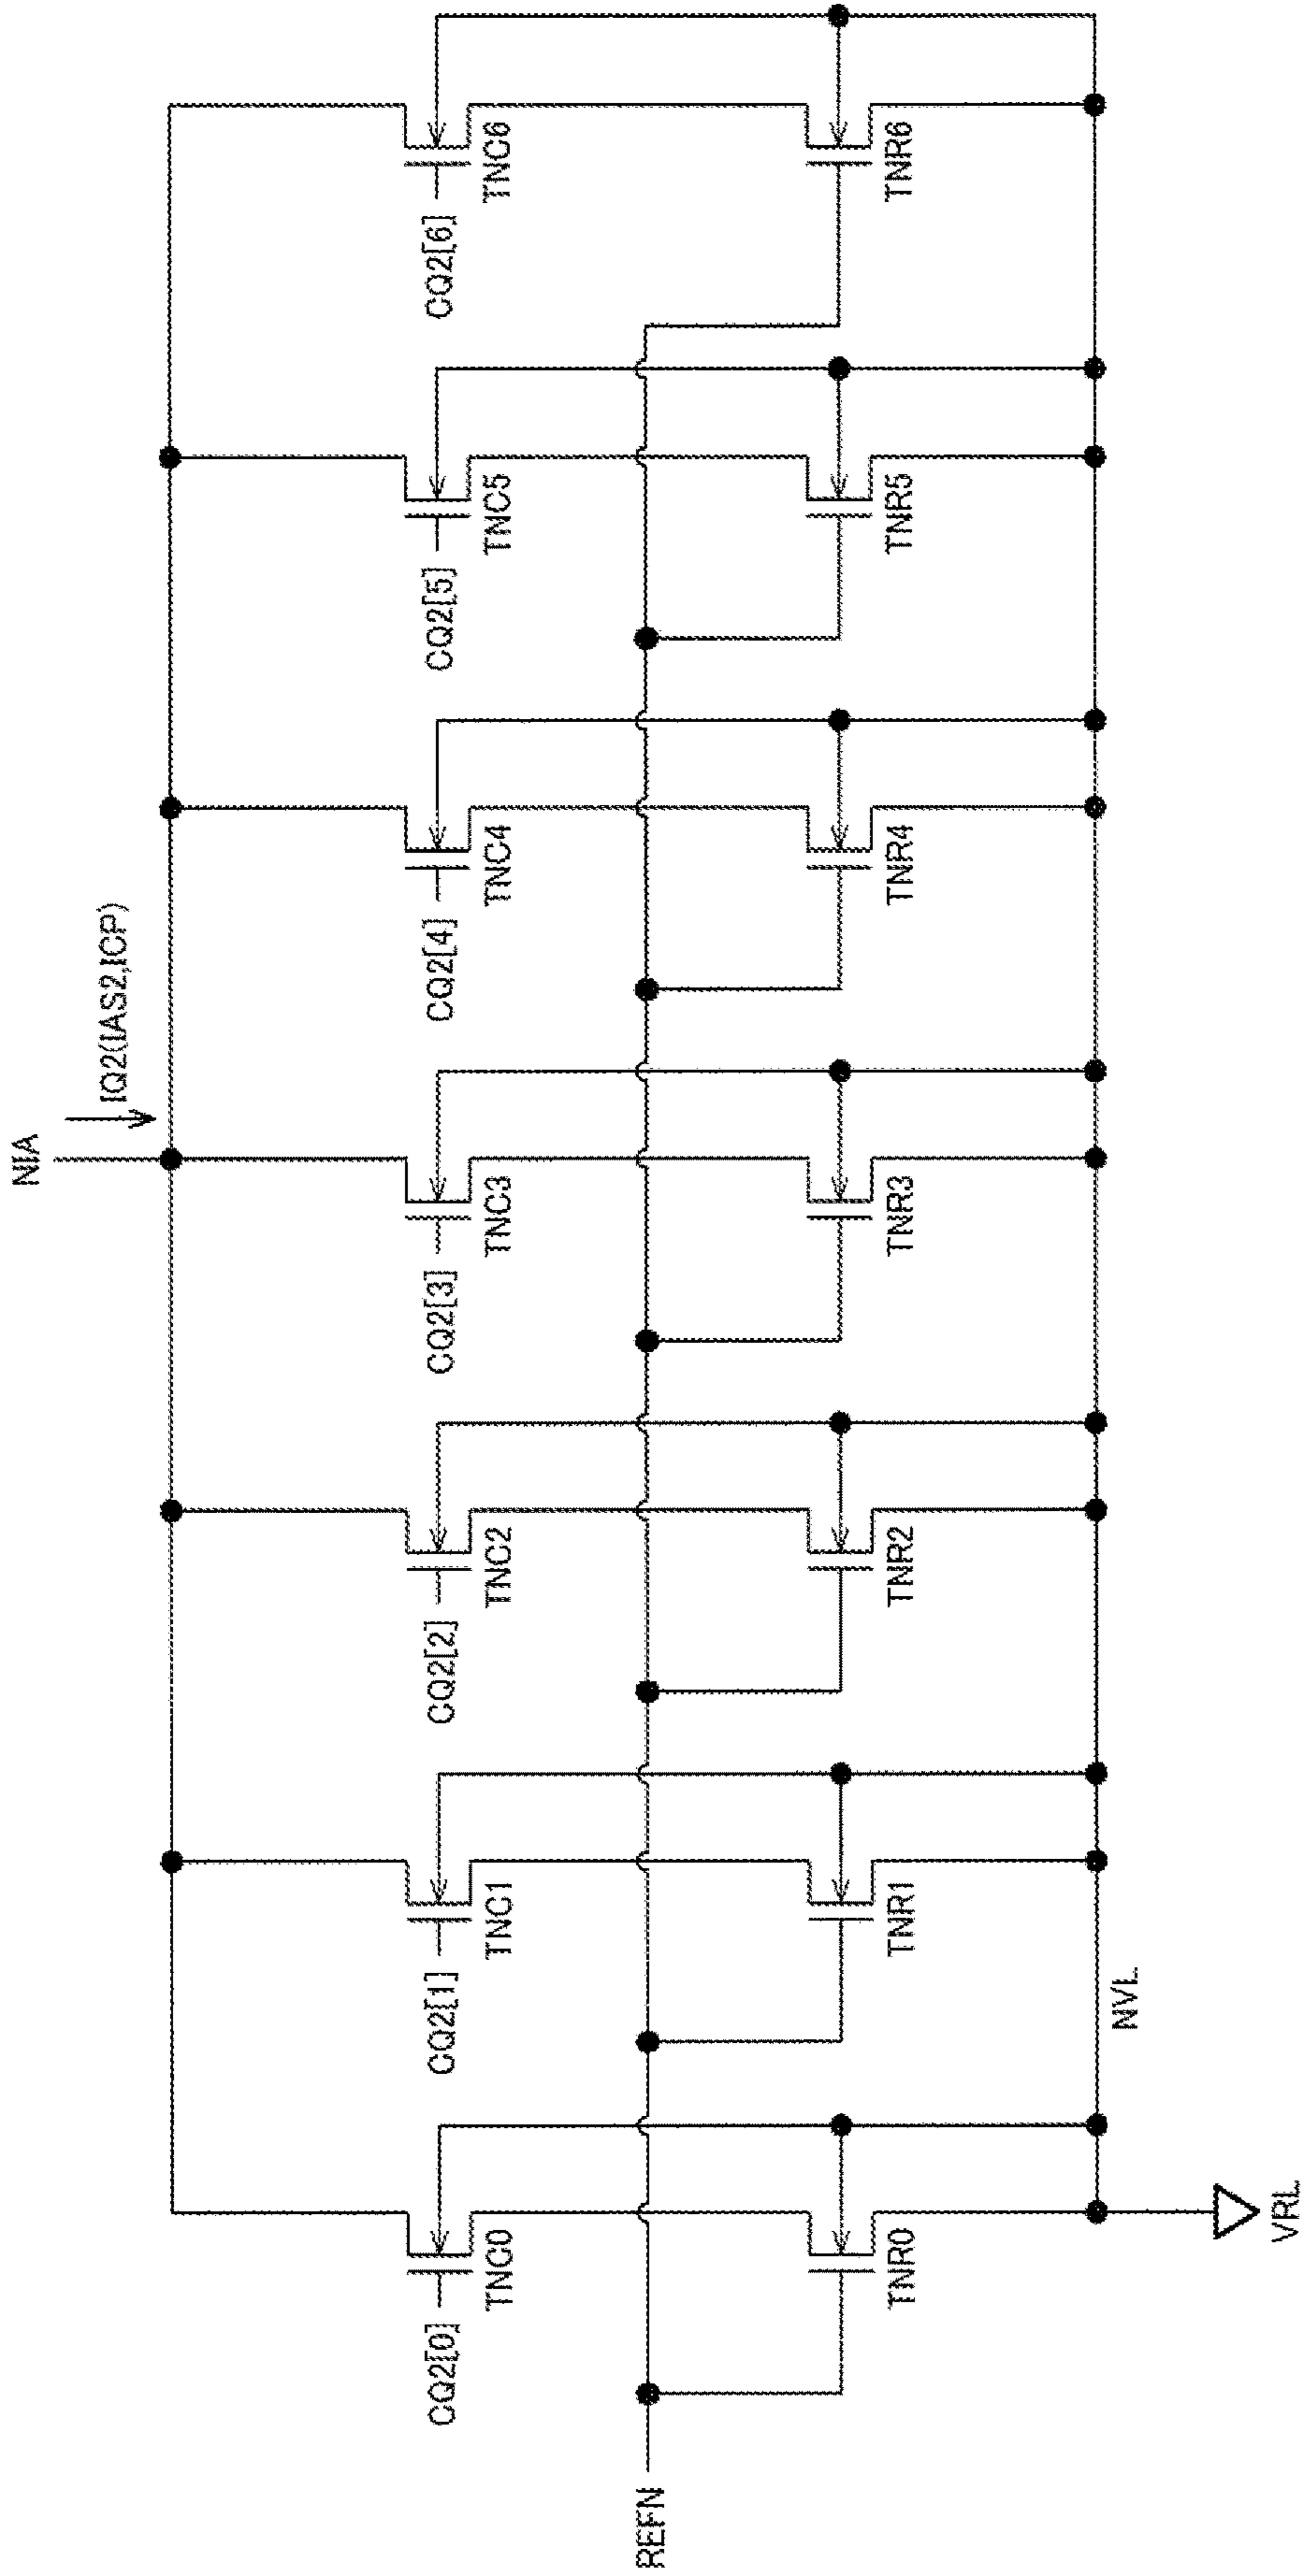 NIA
IQ2(IAS2,ICP)
CQ2[0]
TNC0
CQ2[1]
TNC1
CQ2[2]
TNC2
CQ2[3]
TNC3
CQ2[4]
TNC4
CQ2[5]
TNC5
CQ2[6]
TNC6
REFN
TNR0
TNR1
TNR2
TNR3
TNR4
TNR5
TNR6
NVL
VRL